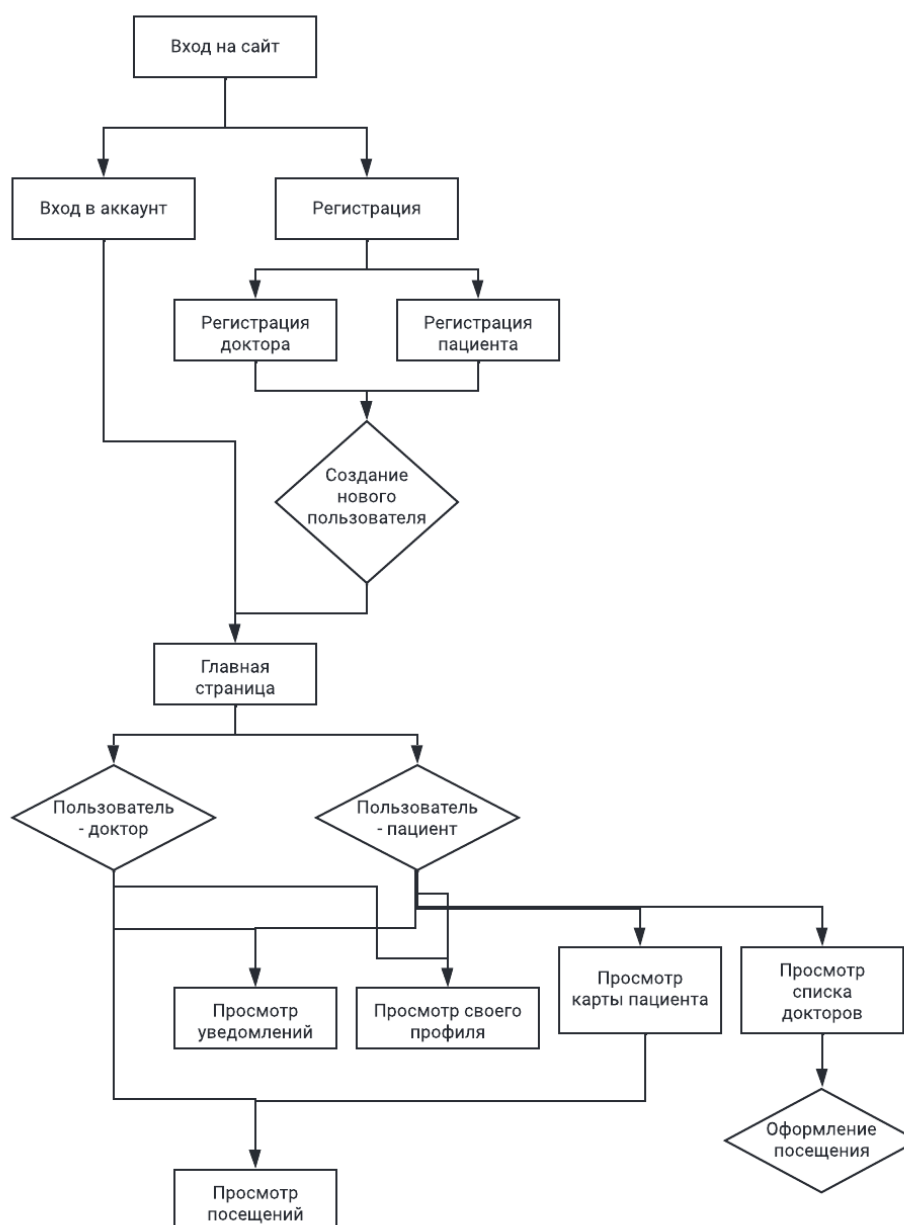 Вход на сайт
Вход в аккаунт
Регистрация
Регистрация
доктора
Регистрация
пациента
Создание
нового
пользователя
Главная
страница
Пользователь
- доктор
Пользователь
- пациент
Просмотр
уведомлений
Просмотр своего
профиля
Просмотр
карты пациента
Просмотр
списка
докторов
Оформление
посещения
Просмотр
посещений